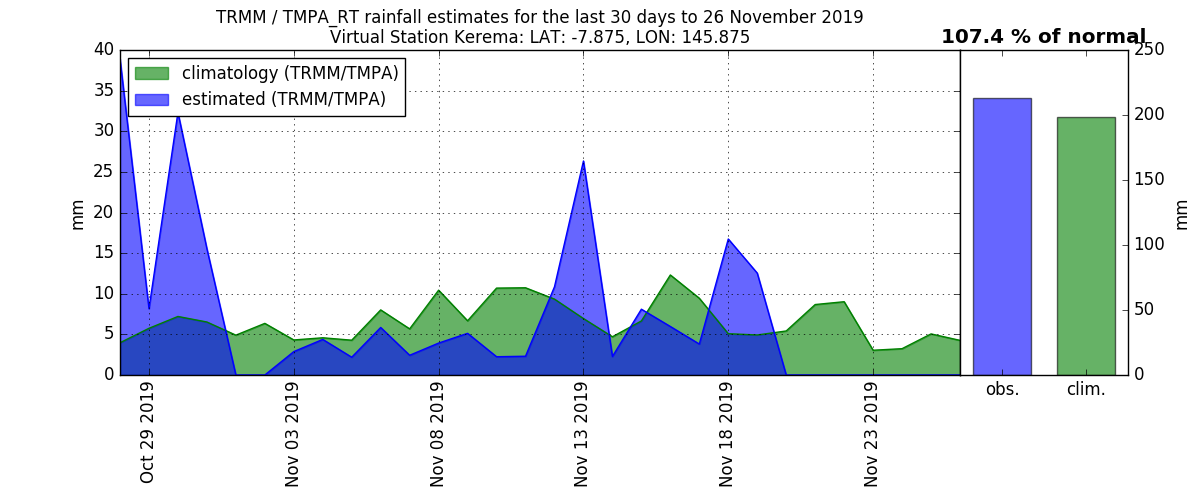 TRMM / TMPA_RT rainfall estimates for the last 30 days to 26 November 2019
Virtual Station Kerema: LAT: -7.875, LON: 145.875
107.4 % of normal
climatology (TRMM/TMPA)
estimated (TRMM/TMPA)
mm
40
35
30
25
20
15
10
5
0
Oct 29 2019
Nov 03 2019
Nov 08 2019
Nov 13 2019
Nov 18 2019
Nov 23 2019
obs.
clim.
250
200
150
100
50
0
mm